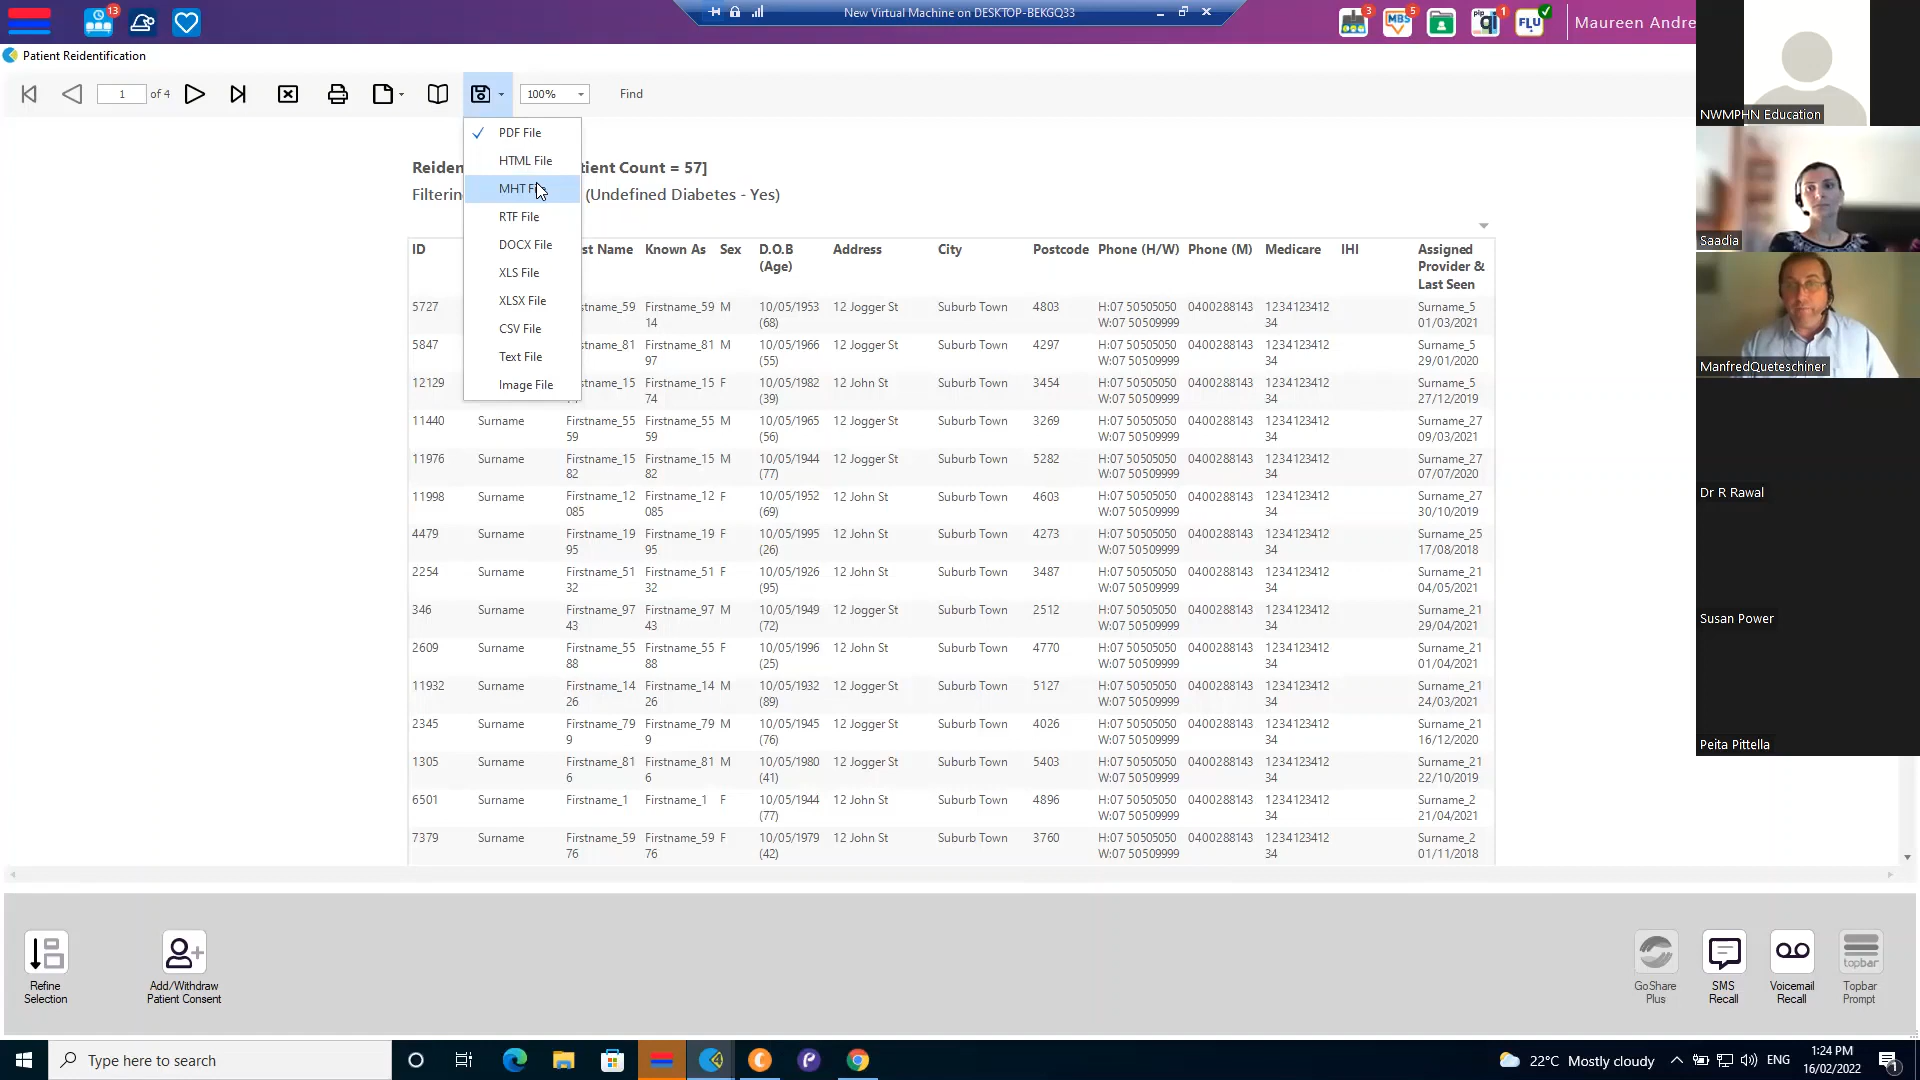 13
New Virtual Machine on DESKTOP-BEKGQ33
3
MBS
5
pip
qi
1
FLU
Maureen Andre
Patient Reidentification
1 of 4
100%
Find
PDF File
HTML File
MHT
RTF File
DOCX File
XLS File
XLSX File
CSV File
Text File
Image File
Reiden tient Count = 57]
Filterin (Undefined Diabetes - Yes)
ID st Name Known As Sex D.O.B (Age) Address City Postcode Phone (H/W) Phone (M) Medicare IHI Assigned Provider & Last Seen
5727 stname_59 Firstname_59 M 10/05/1953 12 Jogger St Suburb Town 4803 H:07 50505050 0400288143 1234123412 Surname_5
14 (68) W:07 50509999 34 01/03/2021
5847 stname_81 Firstname_81 M 10/05/1966 12 Jogger St Suburb Town 4297 H:07 50505050 0400288143 1234123412 Surname_5
97 (55) W:07 50509999 34 29/01/2020
12129 stname_15 Firstname_15 F 10/05/1982 12 John St Suburb Town 3454 H:07 50505050 0400288143 1234123412 Surname_5
74 (39) W:07 50509999 34 27/12/2019
11440 Surname Firstname_55 Firstname_55 M 10/05/1965 12 Jogger St Suburb Town 3269 H:07 50505050 0400288143 1234123412 Surname_27
59 59 (56) W:07 50509999 34 09/03/2021
11976 Surname Firstname_15 Firstname_15 M 10/05/1944 12 Jogger St Suburb Town 5282 H:07 50505050 0400288143 1234123412 Surname_27
82 82 (77) W:07 50509999 34 07/07/2020
11998 Surname Firstname_12 Firstname_12 F 10/05/1952 12 John St Suburb Town 4603 H:07 50505050 0400288143 1234123412 Surname_27
085 085 (69) W:07 50509999 34 30/10/2019
4479 Surname Firstname_19 Firstname_19 F 10/05/1995 12 John St Suburb Town 4273 H:07 50505050 0400288143 1234123412 Surname_25
95 95 (26) W:07 50509999 34 17/08/2018
2254 Surname Firstname_51 Firstname_51 F 10/05/1926 12 John St Suburb Town 3487 H:07 50505050 0400288143 1234123412 Surname_21
32 32 (95) W:07 50509999 34 04/05/2021
346 Surname Firstname_97 Firstname_97 M 10/05/1949 12 Jogger St Suburb Town 2512 H:07 50505050 0400288143 1234123412 Surname_21
43 43 (72) W:07 50509999 34 29/04/2021
2609 Surname Firstname_55 Firstname_55 F 10/05/1996 12 John St Suburb Town 4770 H:07 50505050 0400288143 1234123412 Surname_21
88 88 (25) W:07 50509999 34 01/04/2021
11932 Surname Firstname_14 Firstname_14 M 10/05/1932 12 Jogger St Suburb Town 5127 H:07 50505050 0400288143 1234123412 Surname_21
26 26 (89) W:07 50509999 34 24/03/2021
2345 Surname Firstname_79 Firstname_79 M 10/05/1945 12 Jogger St Suburb Town 4026 H:07 50505050 0400288143 1234123412 Surname_21
9 9 (76) W:07 50509999 34 16/12/2020
1305 Surname Firstname_81 Firstname_81 M 10/05/1980 12 Jogger St Suburb Town 5403 H:07 50505050 0400288143 1234123412 Surname_21
6 6 (41) W:07 50509999 34 22/10/2019
6501 Surname Firstname_1 Firstname_1 F 10/05/1944 12 John St Suburb Town 4896 H:07 50505050 0400288143 1234123412 Surname_2
(77) W:07 50509999 34 21/04/2021
7379 Surname Firstname_59 Firstname_59 F 10/05/1979 12 John St Suburb Town 3760 H:07 50505050 0400288143 1234123412 Surname_2
76 76 (42) W:07 50509999 34 01/11/2018
NWMPHN Education
Saadia
ManfredQueteschiner
Dr R Rawal
Susan Power
Peita Pittella
Refine
Selection
Add/Withdraw
Patient Consent
GoShare
Plus
SMS
Recall
Voicemail
Recall
topbar
Topbar
Prompt
Type here to search
22°C Mostly cloudy
ENG
1:24 PM
16/02/2022
1